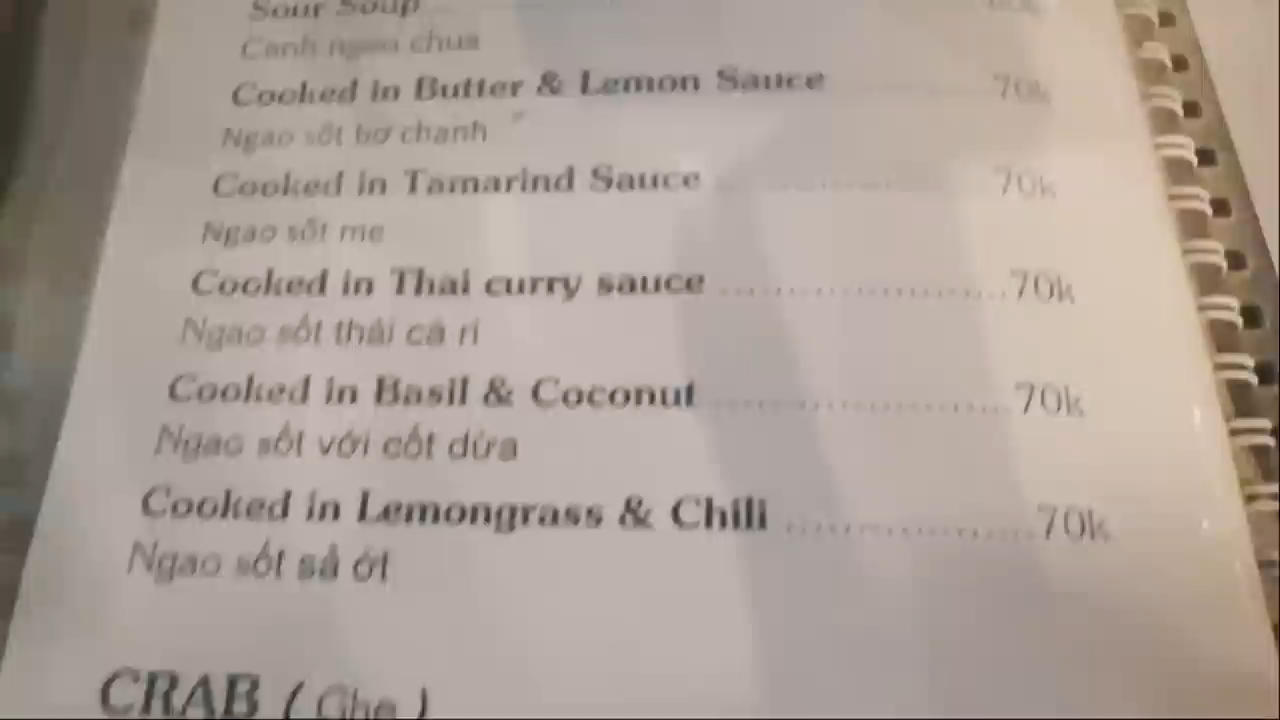 Sour Soup
Canh ngao chua
Cooked in Butter & Lemon Sauce ........... 70k
Ngao sốt bơ chanh
Cooked in Tamarind Sauce ........... 70k
Ngao sốt me
Cooked in Thai curry sauce ........... 70k
Ngao sốt thái cà ri
Cooked in Basil & Coconut ........... 70k
Ngao sốt với cốt dừa
Cooked in Lemongrass & Chili ........... 70k
Ngao sốt sả ớt
CRAB ( Ghẹ )